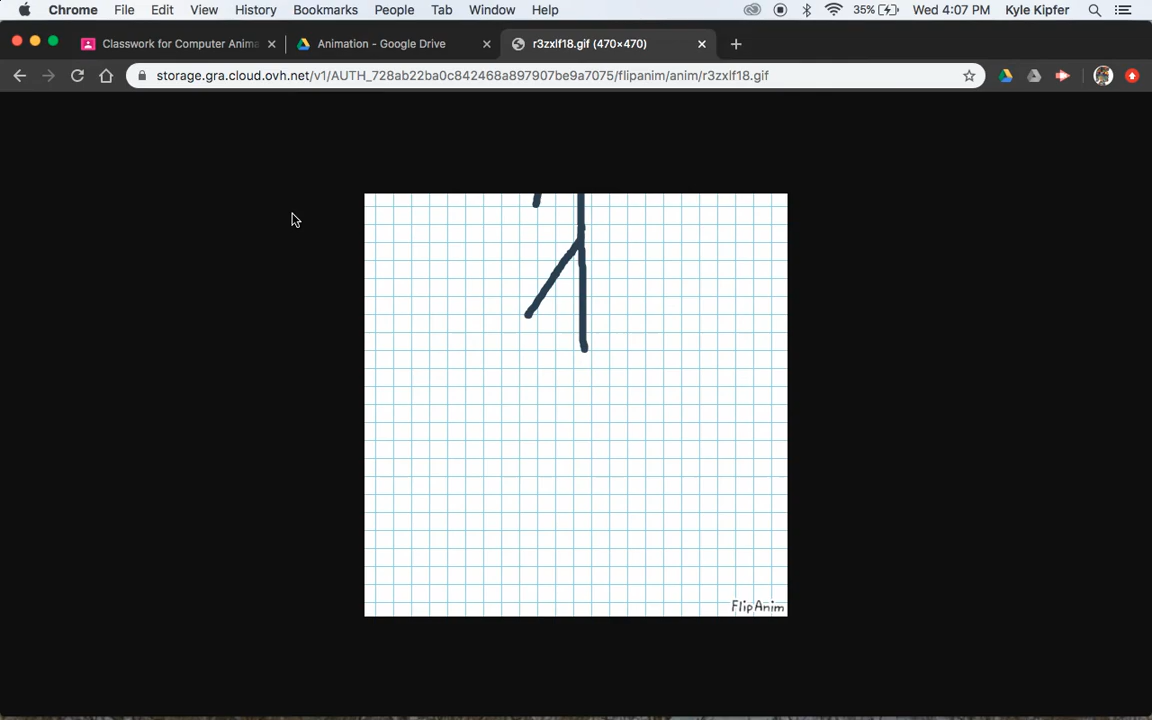 Chrome File Edit View History Bookmarks People Tab Window Help 35% Wed 4:07 PM Kyle Kipfer
Classwork for Computer Anima Animation - Google Drive r3zxlf18.gif (470×470)
storage.gra.cloud.ovh.net/v1/AUTH_728ab22ba0c842468a897907be9a7075/flipanim/anim/r3zxlf18.gif
FlipAnim